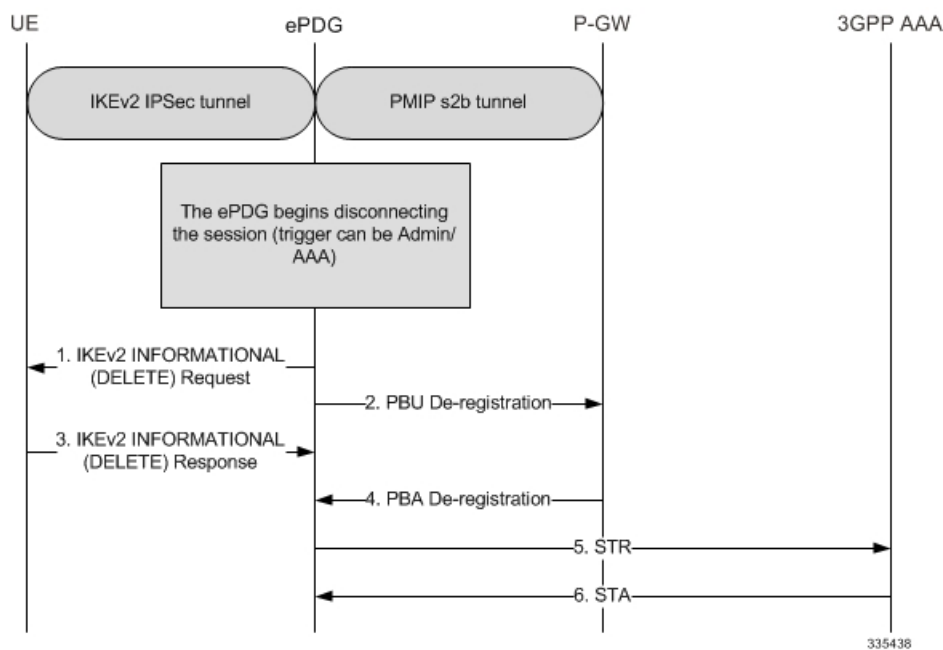 UE
ePDG
P-GW
3GPP AAA
IKEv2 IPSec tunnel
PMIP s2b tunnel
The ePDG begins disconnecting
the session (trigger can be Admin/
AAA)
1. IKEv2 INFORMATIONAL
(DELETE) Request
2. PBU De-registration
3. IKEv2 INFORMATIONAL
(DELETE) Response
4. PBA De-registration
5. STR
6. STA
335438